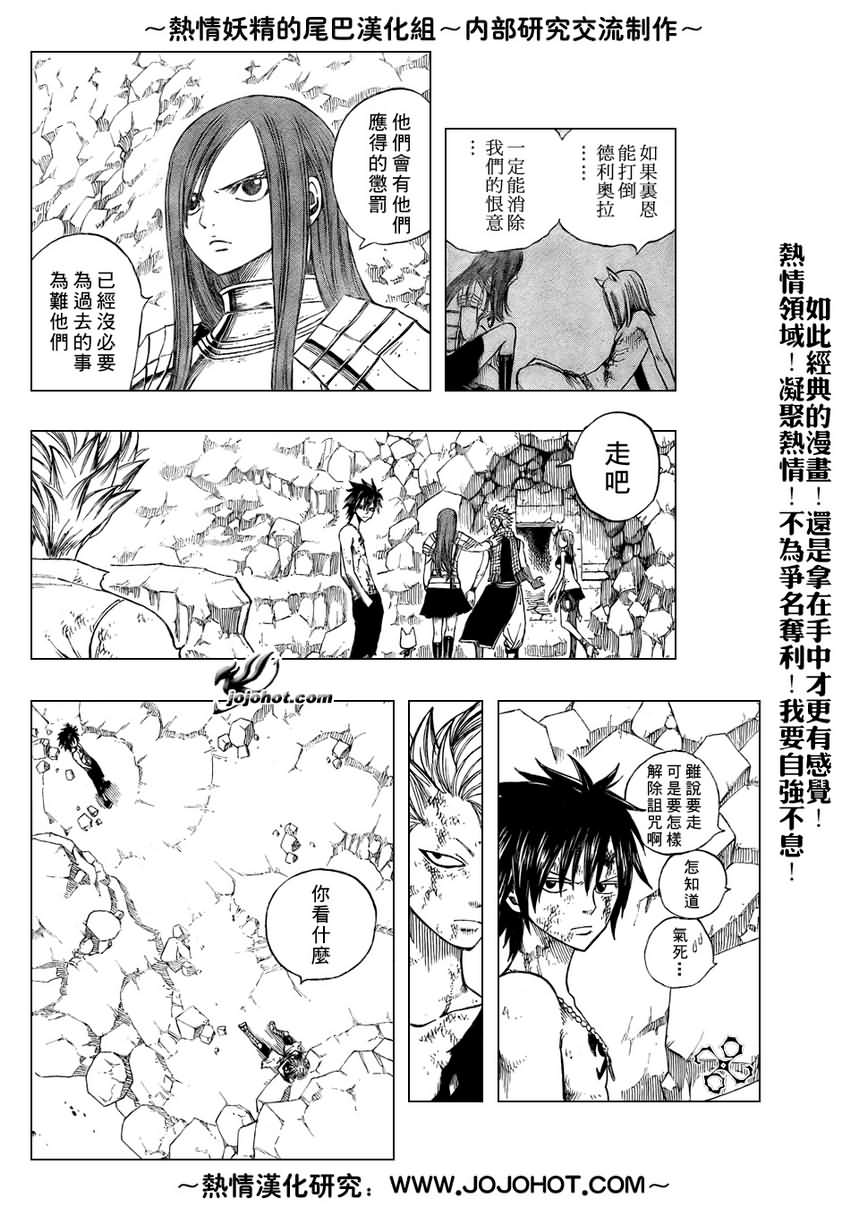 ～熱情妖精的尾巴漢化組～内部研究交流制作～
如果裏恩
能打倒
德利奧拉
……
一定能消除
我們的恨意
…
他們會有他們
應得的懲罰
已經沒必要
為過去的事
為難他們
走吧
jojohot.com
雖說要走
可是要怎樣
解除詛咒啊
怎知道
氣死…
你看什麼
如此經典的漫畫！還是拿在手中才更有感覺！
熱情領域！凝聚熱情！不為爭名奪利！我要自強不息！
～熱情漢化研究：WWW.JOJOHOT.COM～